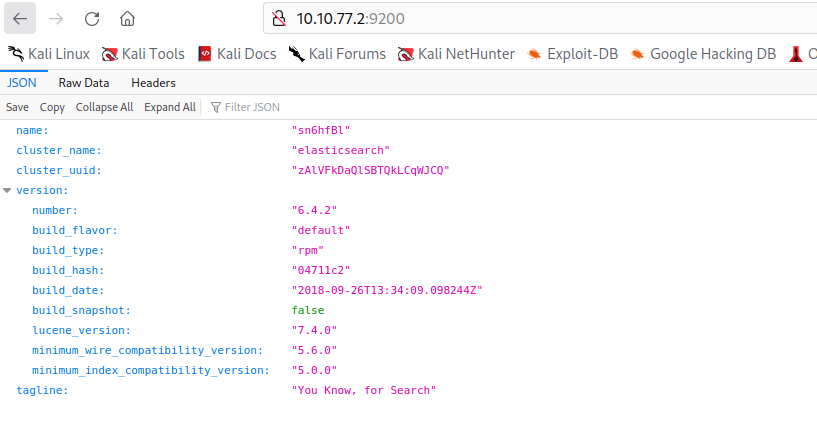 10.10.77.2:9200
Kali Linux Kali Tools Kali Docs Kali Forums Kali NetHunter Exploit-DB Google Hacking DB O
JSON Raw Data Headers
Save Copy Collapse All Expand All Filter JSON
name: "sn6hfBl"
cluster_name: "elasticsearch"
cluster_uuid: "zAlVFkDaQlSBTQkLCqWJCQ"
version:
number: "6.4.2"
build_flavor: "default"
build_type: "rpm"
build_hash: "04711c2"
build_date: "2018-09-26T13:34:09.098244Z"
build_snapshot: false
lucene_version: "7.4.0"
minimum_wire_compatibility_version: "5.6.0"
minimum_index_compatibility_version: "5.0.0"
tagline: "You Know, for Search"